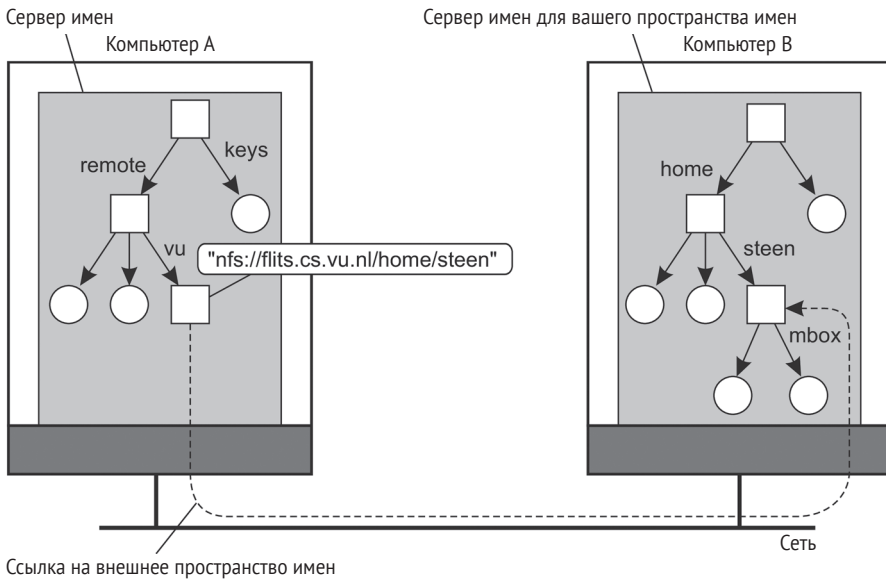 Сервер имен
Сервер имен для вашего пространства имен
Компьютер A
Компьютер B
remote
keys
home
vu
"nfs://flits.cs.vu.nl/home/steen"
steen
mbox
Сеть
Ссылка на внешнее пространство имен